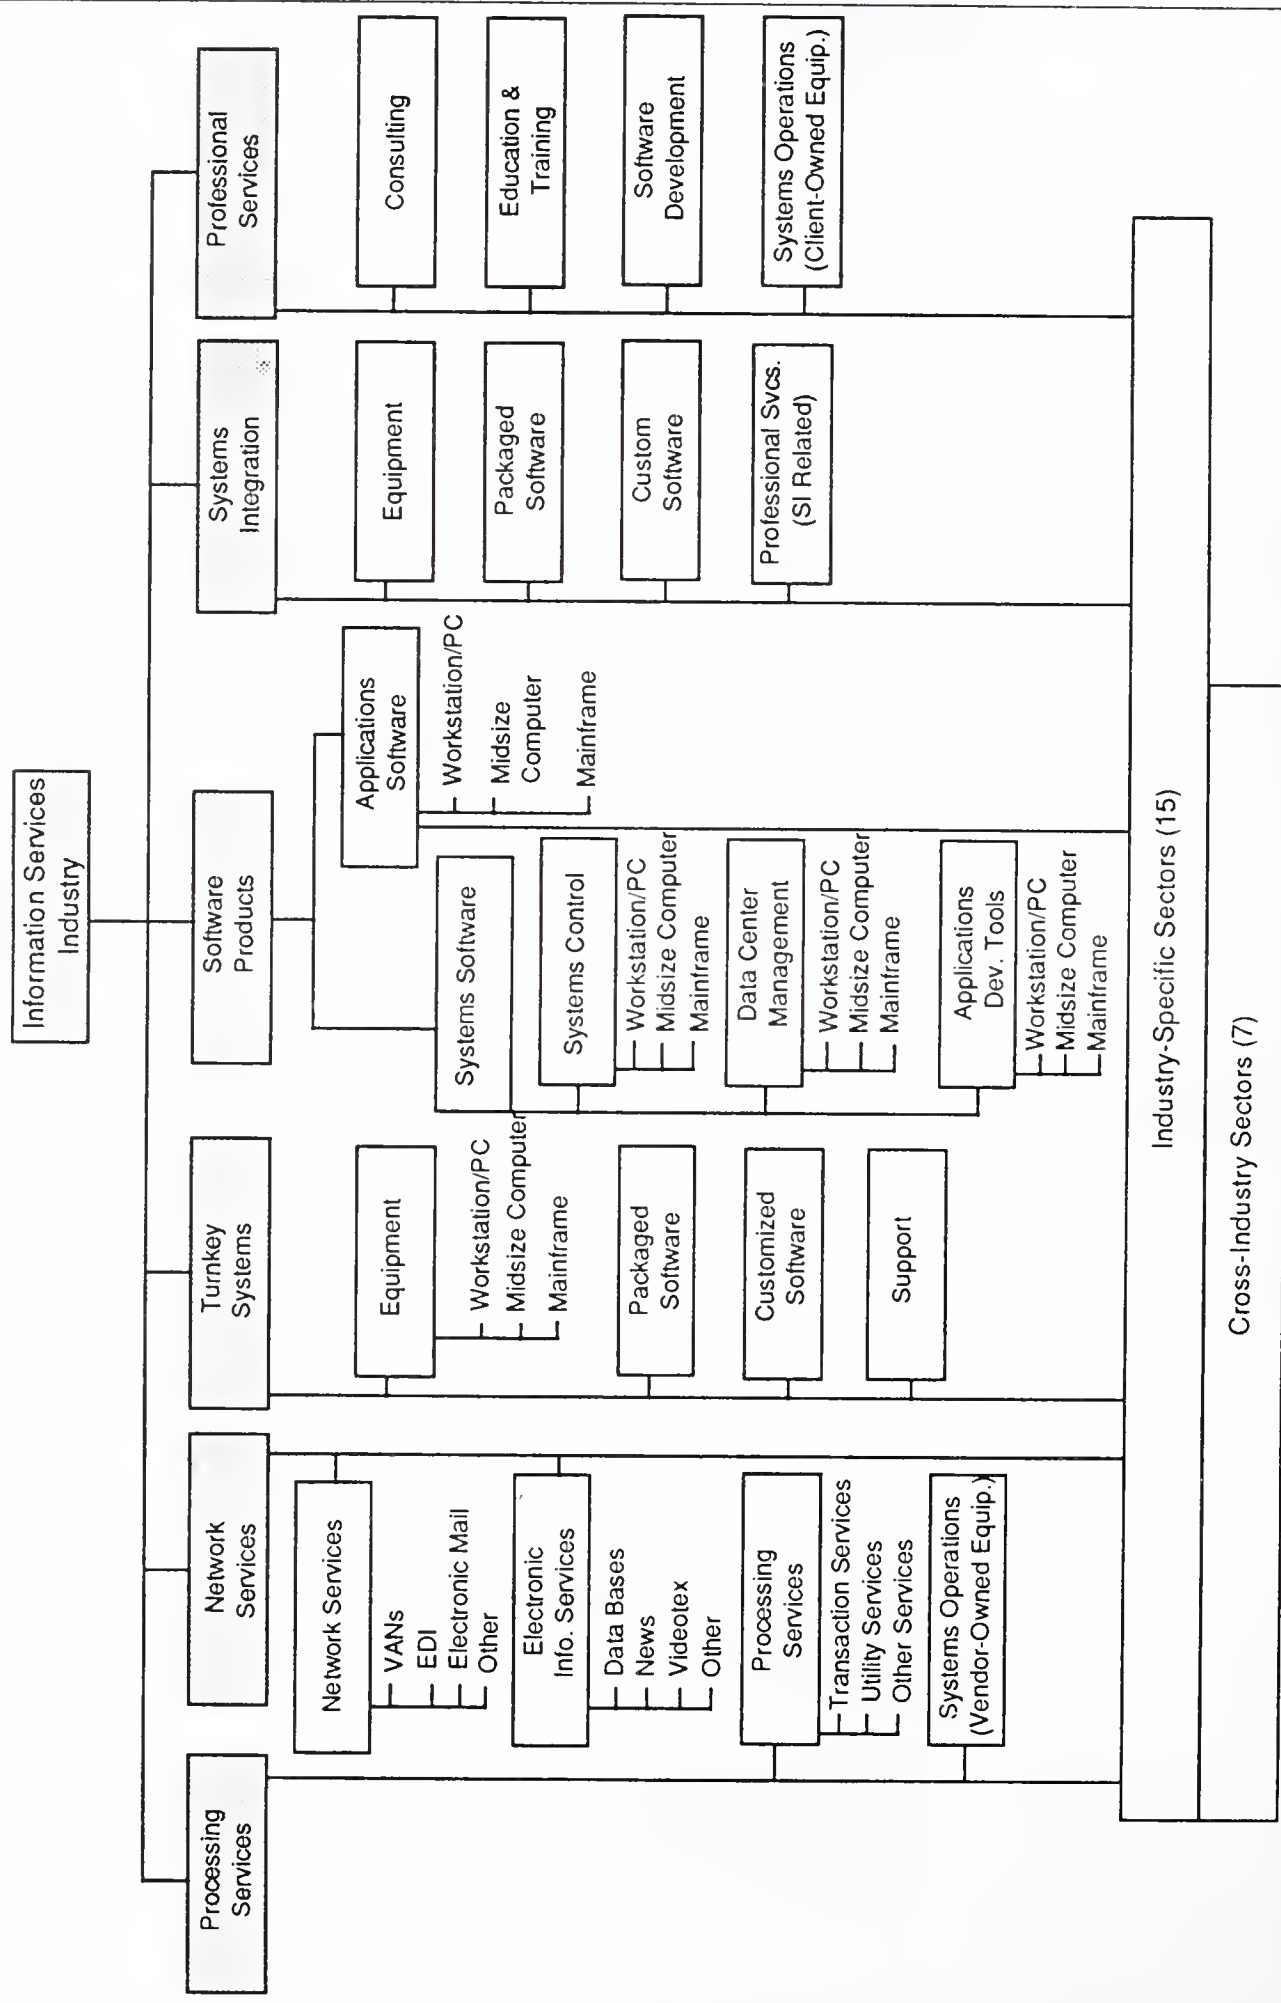 Information Services
Industry
Processing
Services
Network
Services
Turnkey
Systems
Software
Products
Systems
Integration
Professional
Services
Network Services
VANs
EDI
Electronic Mail
Other
Electronic
Info. Services
Data Bases
News
Videotex
Other
Processing
Services
Transaction Services
Utility Services
Other Services
Systems Operations
(Vendor-Owned Equip.)
Equipment
Workstation/PC
Midsize Computer
Mainframe
Packaged
Software
Customized
Software
Support
Systems Software
Systems Control
Workstation/PC
Midsize Computer
Mainframe
Data Center
Management
Workstation/PC
Midsize Computer
Mainframe
Applications
Dev. Tools
Workstation/PC
Midsize Computer
Mainframe
Applications
Software
Workstation/PC
Midsize
Computer
Mainframe
Equipment
Packaged
Software
Custom
Software
Professional Svcs.
(SI Related)
Consulting
Education &
Training
Software
Development
Systems Operations
(Client-Owned Equip.)
Industry-Specific Sectors (15)
Cross-Industry Sectors (7)